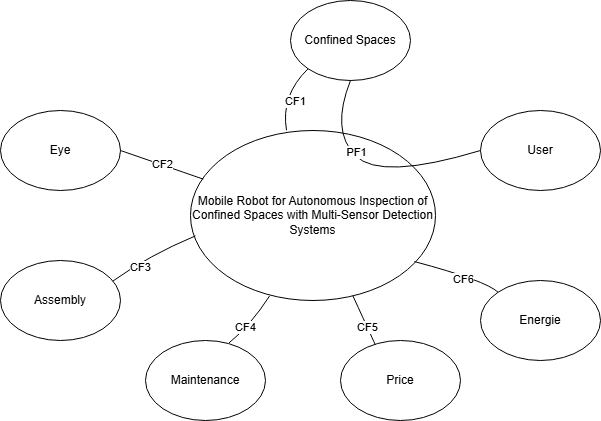 Confined Spaces
CF1
PF1
Eye
CF2
User
Mobile Robot for Autonomous Inspection of
Confined Spaces with Multi-Sensor Detection
Systems
CF3
CF6
Assembly
Energie
CF4
CF5
Maintenance
Price